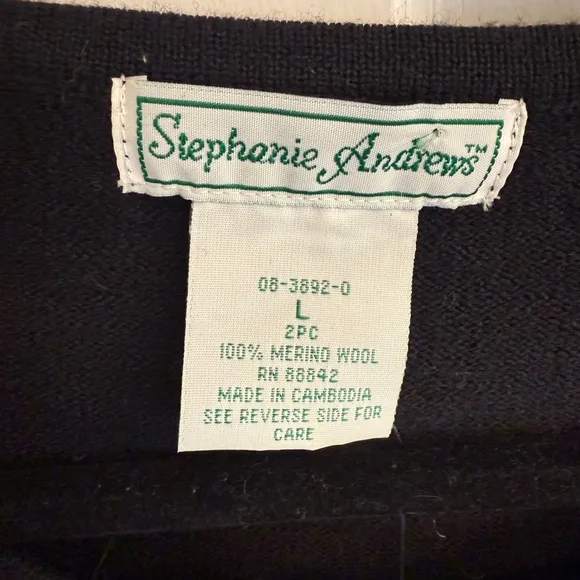 Stephanie Andrews™
08-3892-0
L
2PC
100% MERINO WOOL
RN 88842
MADE IN CAMBODIA
SEE REVERSE SIDE FOR
CARE